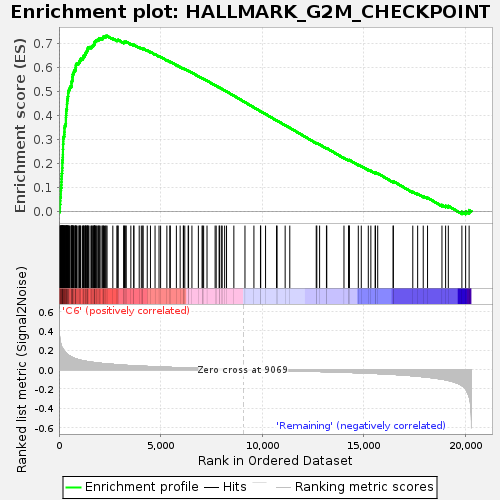 Enrichment plot: HALLMARK_G2M_CHECKPOINT
Enrichment score (ES)
0.7
0.6
0.5
0.4
0.3
0.2
0.1
0.0
Ranked list metric (Signal2Noise)
'C6' (positively correlated)
0.6
0.4
0.2
0.0
-0.2
-0.4
-0.6
Zero cross at 9069
'Remaining' (negatively correlated)
0 5,000 10,000 15,000 20,000
Rank in Ordered Dataset
Enrichment profile Hits Ranking metric scores